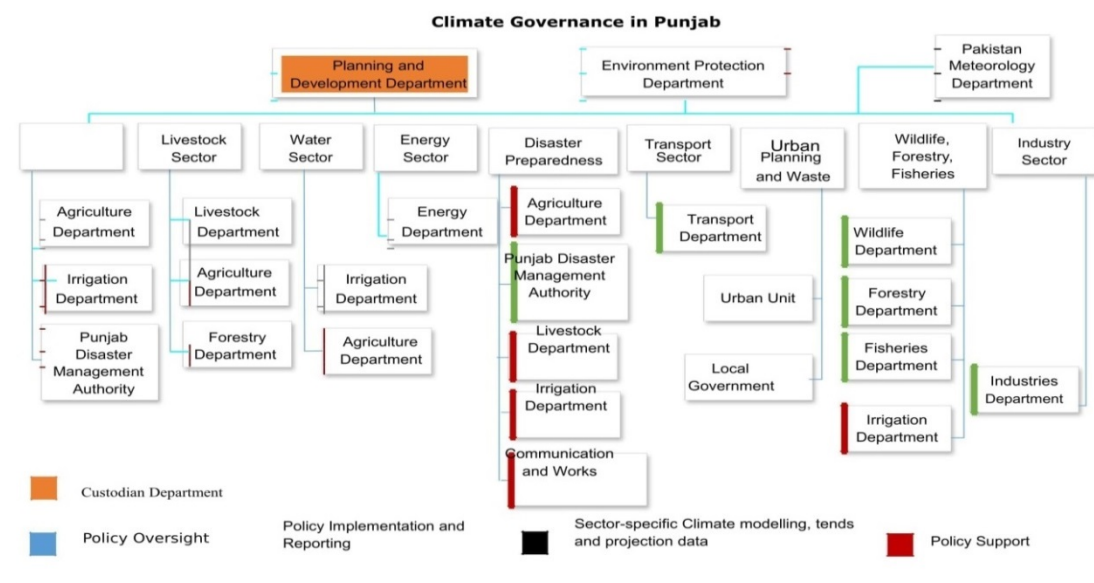 Climate Governance in Punjab
Planning and
Development Department
Environment Protection
Department
Pakistan
Meteorology
Department
Livestock
Sector
Water
Sector
Energy
Sector
Disaster
Preparedness
Transport
Sector
Urban
Planning
and Waste
Wildlife,
Forestry,
Fisheries
Industry
Sector
Agriculture
Department
Irrigation
Department
Punjab
Disaster
Management
Authority
Livestock
Department
Agriculture
Department
Forestry
Department
Irrigation
Department
Agriculture
Department
Energy
Department
Agriculture
Department
Punjab Disaster
Management
Authority
Livestock
Department
Irrigation
Department
Communication
and Works
Transport
Department
Urban Unit
Local
Government
Wildlife
Department
Forestry
Department
Fisheries
Department
Irrigation
Department
Industries
Department
Custodian Department
Policy Oversight
Policy Implementation and
Reporting
Sector-specific Climate modelling, tends
and projection data
Policy Support